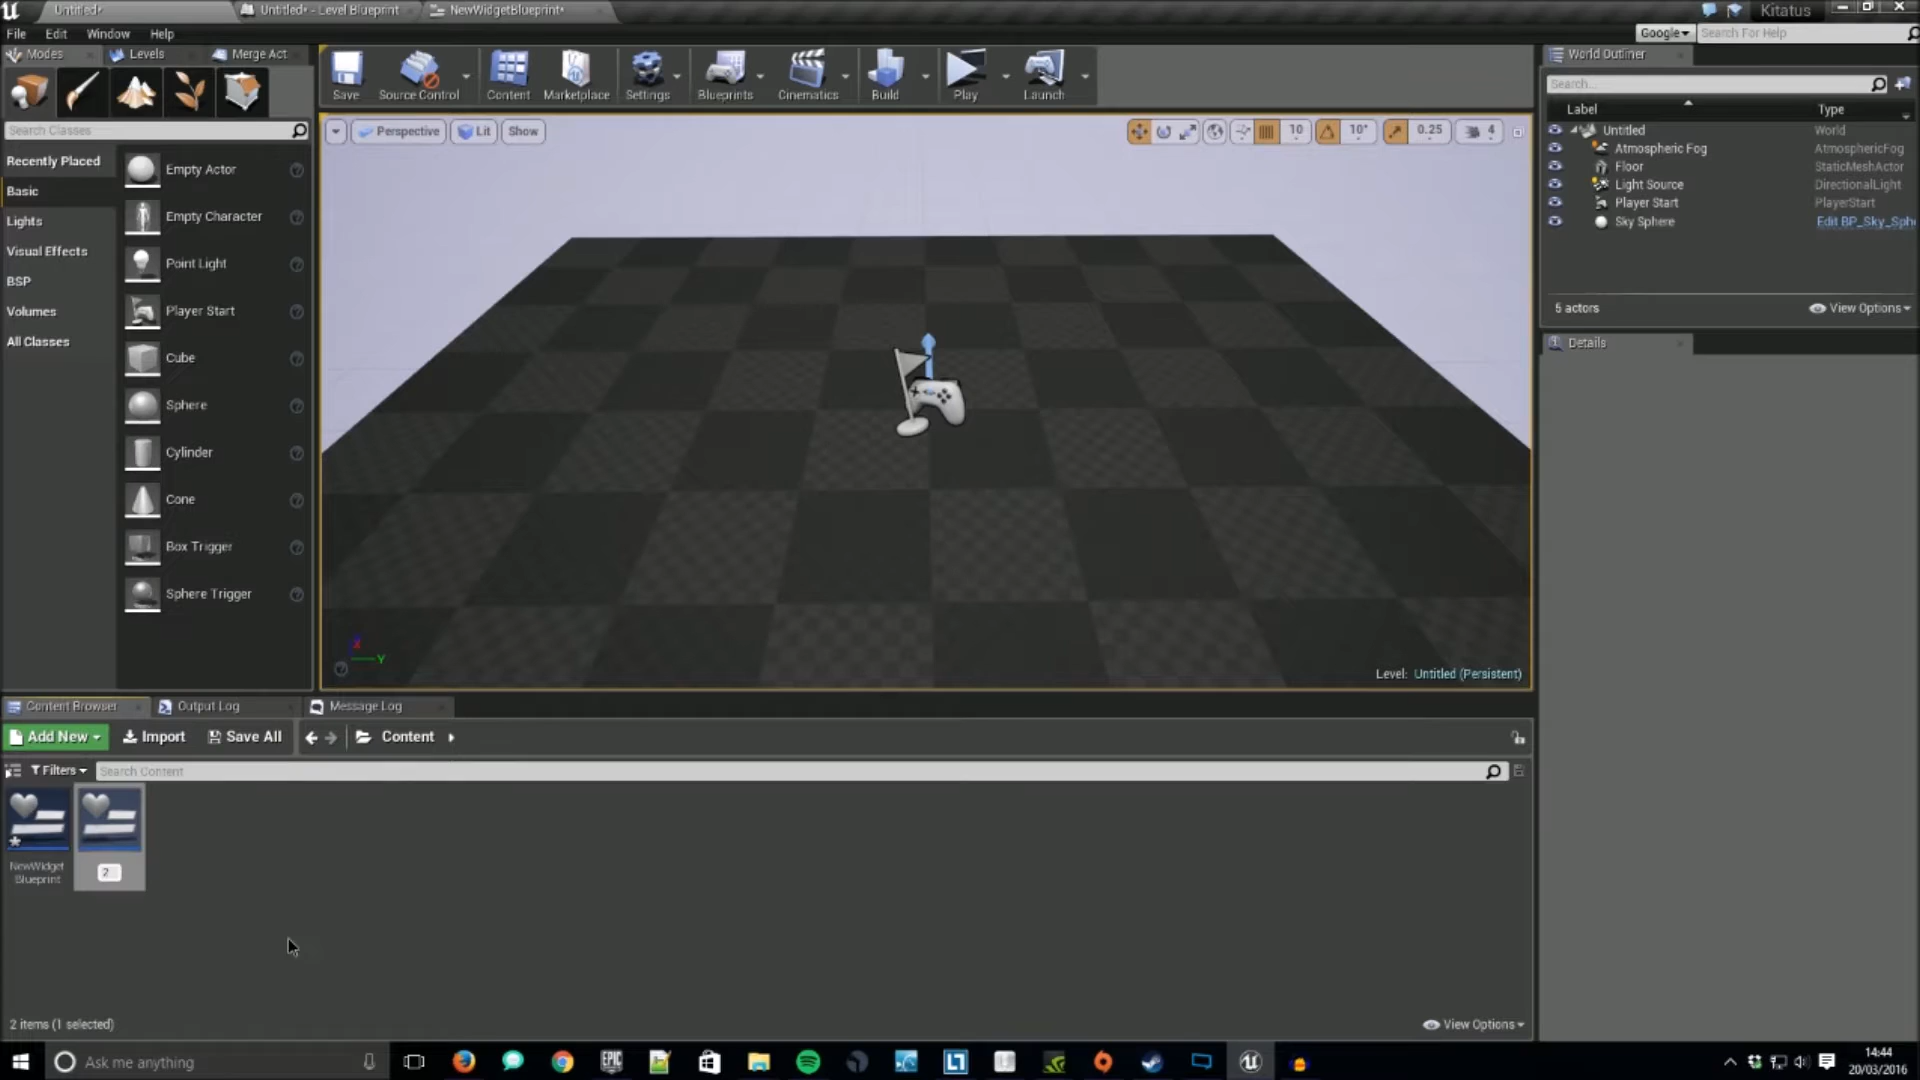 Untitled*
Untitled* - Level Blueprint
NewWidgetBlueprint*
Kitatus
File Edit Window Help
Google
Search For Help
Modes
Levels
Merge Act
Save
Source Control
Content
Marketplace
Settings
Blueprints
Cinematics
Build
Play
Launch
World Outliner
Search...
Label
Type
Search Classes
Perspective
Lit
Show
10
10°
0.25
4
Untitled World
Atmospheric Fog AtmosphericFog
Floor StaticMeshActor
Light Source DirectionalLight
Player Start PlayerStart
Sky Sphere Edit BP_Sky_Sph
5 actors
View Options
Details
Recently Placed
Basic
Lights
Visual Effects
BSP
Volumes
All Classes
Empty Actor
Empty Character
Point Light
Player Start
Cube
Sphere
Cylinder
Cone
Box Trigger
Sphere Trigger
X
Y
Level: Untitled (Persistent)
Content Browser
Output Log
Message Log
Add New
Import
Save All
Content
Filters
Search Content
NewWidget
Blueprint
2
2 items (1 selected)
View Options
Ask me anything
EPIC
14:44
20/03/2016